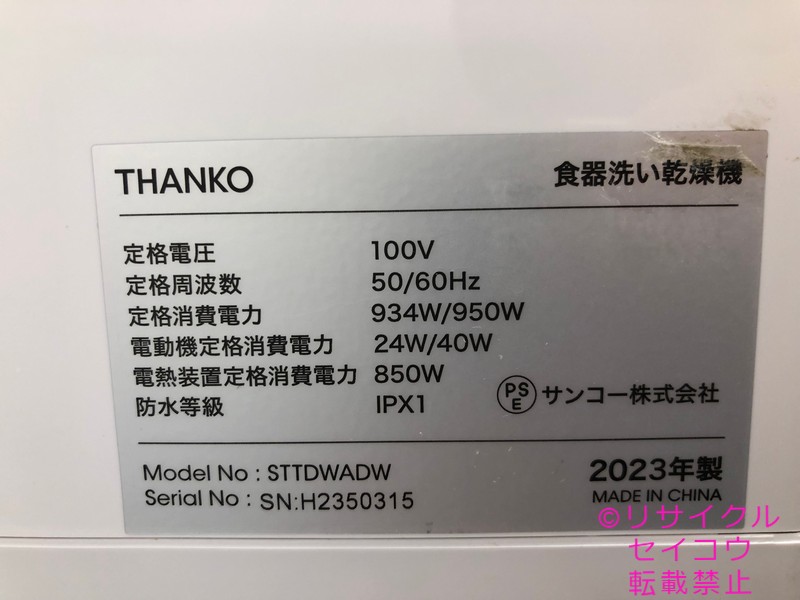 THANKO 食器洗い乾燥機
定格電圧 100V
定格周波数 50/60Hz
定格消費電力 934W/950W
電動機定格消費電力 24W/40W
電熱装置定格消費電力 850W
防水等級 IPX1
PSE サンコー株式会社
Model No : STTDWADW 2023年製
Serial No : SN:H2350315 MADE IN CHINA
©リサイクル
セイコウ
転載禁止